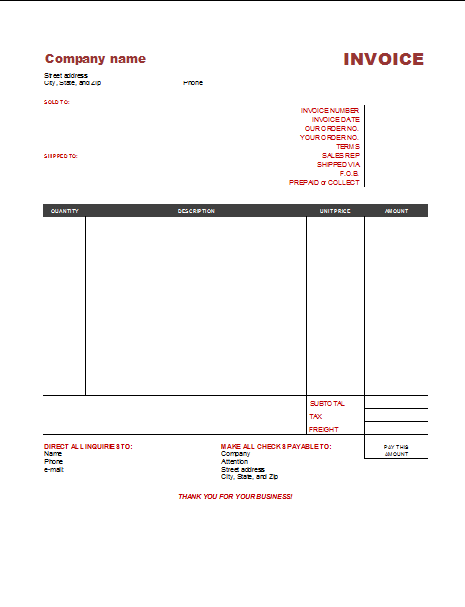 Company name
INVOICE
Street address
City, State, and Zip Phone
SOLD TO:
INVOICE NUMBER
INVOICE DATE
OUR ORDER NO.
YOUR ORDER NO.
TERMS
SHIPPED TO:
SALES REP
SHIPPED VIA
F.O.B.
PREPAID or COLLECT
QUANTITY DESCRIPTION UNIT PRICE AMOUNT
SUBTOTAL
TAX
FREIGHT
DIRECT ALL INQUIRIES TO:
Name
Phone
e-mail:
MAKE ALL CHECKS PAYABLE TO:
Company
Attention
Street address
City, State, and Zip
PAY THIS
AMOUNT
THANK YOU FOR YOUR BUSINESS!